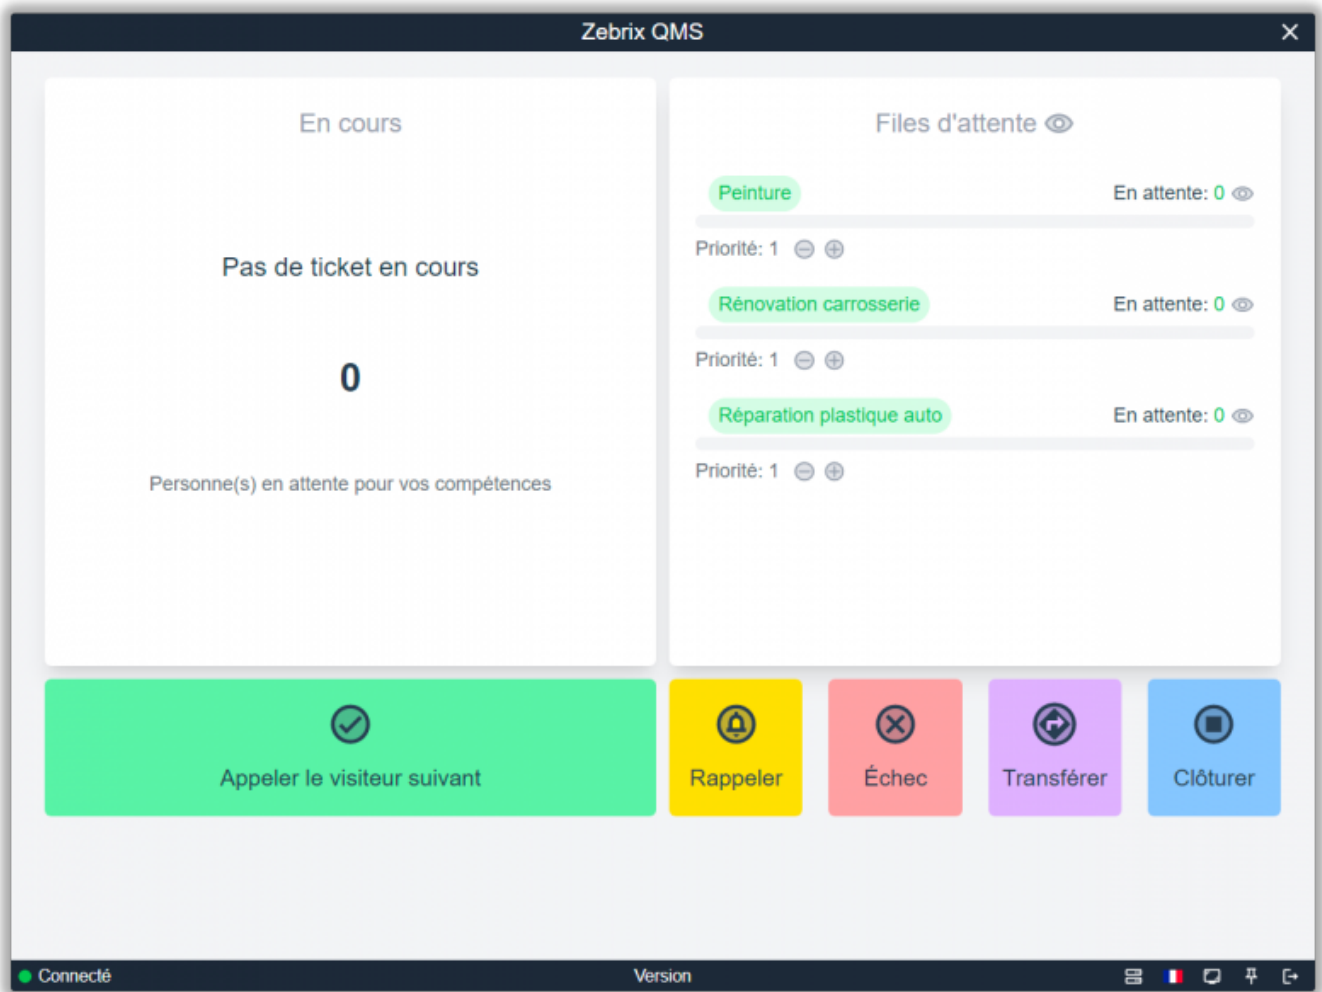 Zebrix QMS
En cours
Pas de ticket en cours
0
Personne(s) en attente pour vos compétences
Files d'attente
Peinture
En attente: 0
Priorité: 1
Rénovation carrosserie
En attente: 0
Priorité: 1
Réparation plastique auto
En attente: 0
Priorité: 1
Appeler le visiteur suivant
Rappeler
Échec
Transférer
Clôturer
Connecté
Version